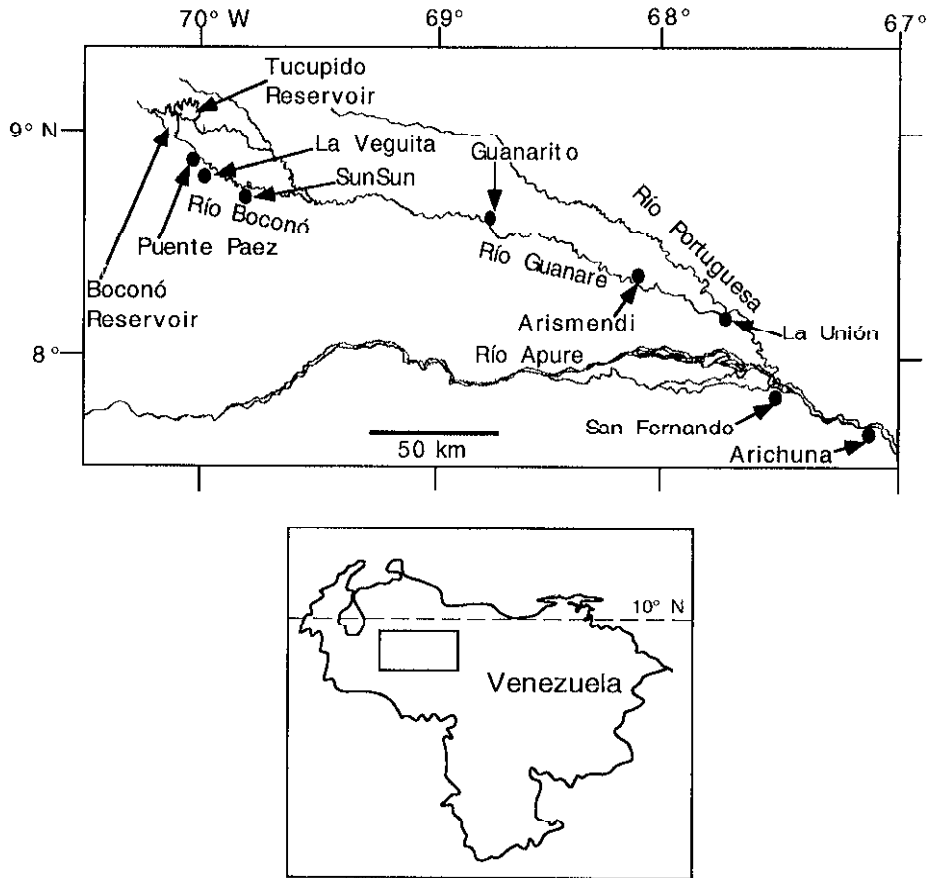 70° W
69°
68°
67°
Tucupido
Reservoir
9° N
La Veguita
Guanarito
SunSun
Río Boconó
Puente Paez
Río Portuguesa
Río Guanare
Boconó
Reservoir
Arismendi
La Unión
8°
Río Apure
San Fernando
50 km
Arichuna
10° N
Venezuela